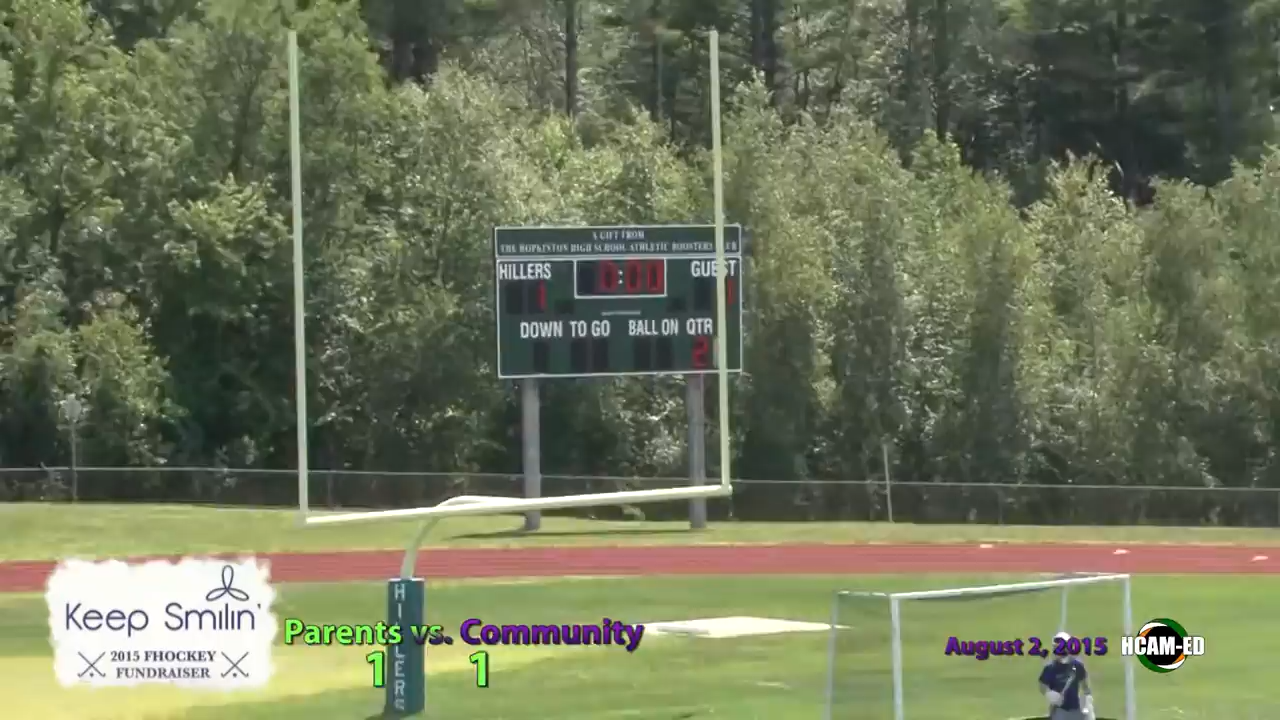 A GIFT FROM
THE HOPKINTON HIGH SCHOOL ATHLETIC BOOSTERS CLUB
HILLERS 0:00 GUEST
1 1
DOWN TO GO BALL ON QTR
2
HILLERS
Keep Smilin'
2015 FHOCKEY
FUNDRAISER
Parents vs. Community
1 1
August 2, 2015
HCAM-ED